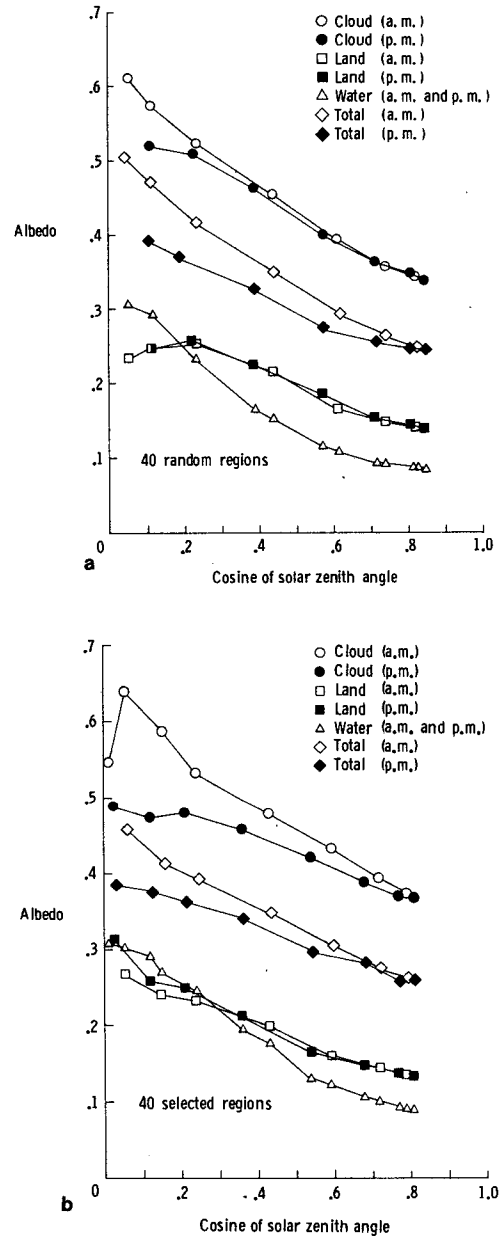 .7
.6
.5
.4
.3
.2
.1
Albedo
Cloud (a.m.)
Cloud (p.m.)
Land (a.m.)
Land (p.m.)
Water (a.m. and p.m.)
Total (a.m.)
Total (p.m.)
40 random regions
0 .2 .4 .6 .8 1.0
a
Cosine of solar zenith angle
.7
.6
.5
.4
.3
.2
.1
Albedo
Cloud (a.m.)
Cloud (p.m.)
Land (a.m.)
Land (p.m.)
Water (a.m. and p.m.)
Total (a.m.)
Total (p.m.)
40 selected regions
0 .2 .4 .6 .8 1.0
b
Cosine of solar zenith angle